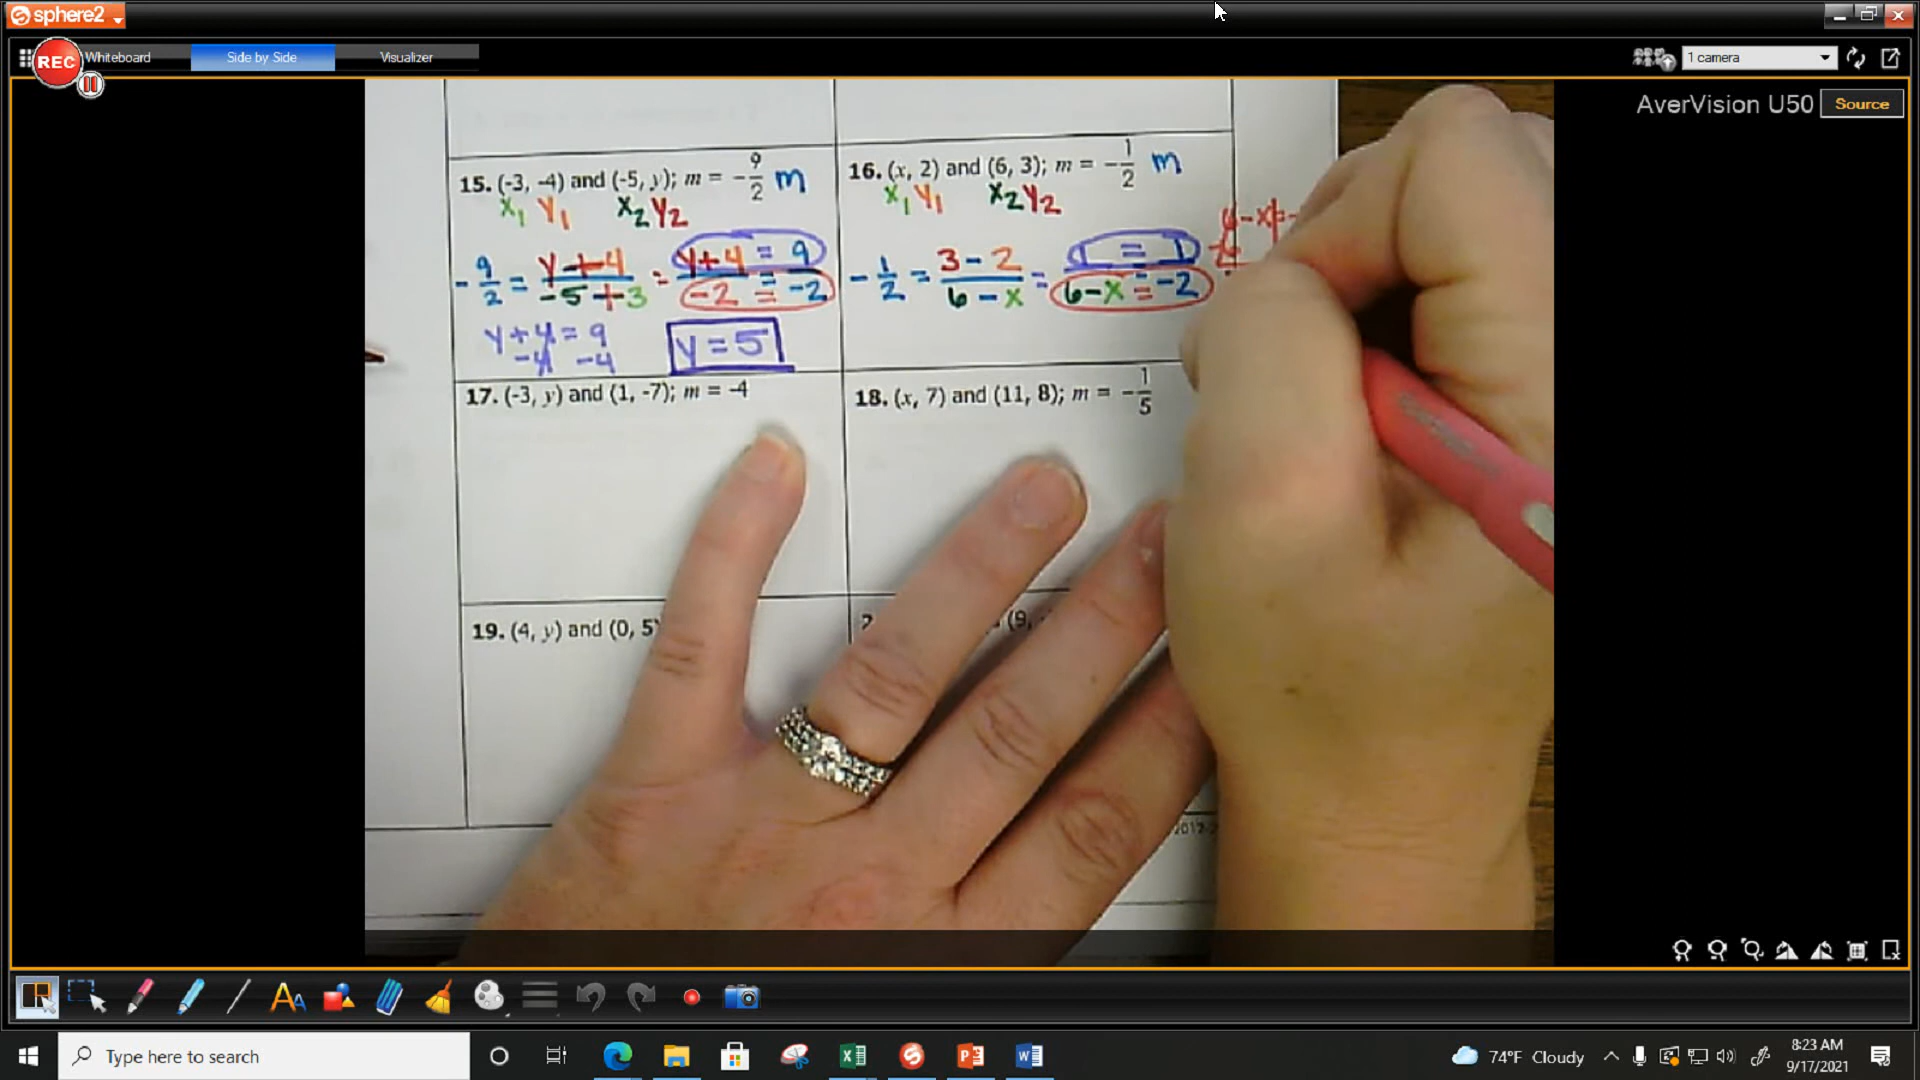 sphere2
REC
Whiteboard
Side by Side
Visualizer
1 camera
AverVision U50
Source
15. (-3, -4) and (-5, y); m = -9/2 m
x1 y1 x2 y2
-9/2 = y+4/-5+3 = y+4 = 9/-2 = -2
y+4 = 9
-4 -4
y = 5
16. (x, 2) and (6, 3); m = -1/2 m
x1 y1 x2 y2
-1/2 = 3-2/6-x = 1 = 1/6-x = -2
6-x=-
-6
17. (-3, y) and (1, -7); m = -4
18. (x, 7) and (11, 8); m = -1/5
19. (4, y) and (0, 5)
(9,
Type here to search
74°F Cloudy
8:23 AM
9/17/2021